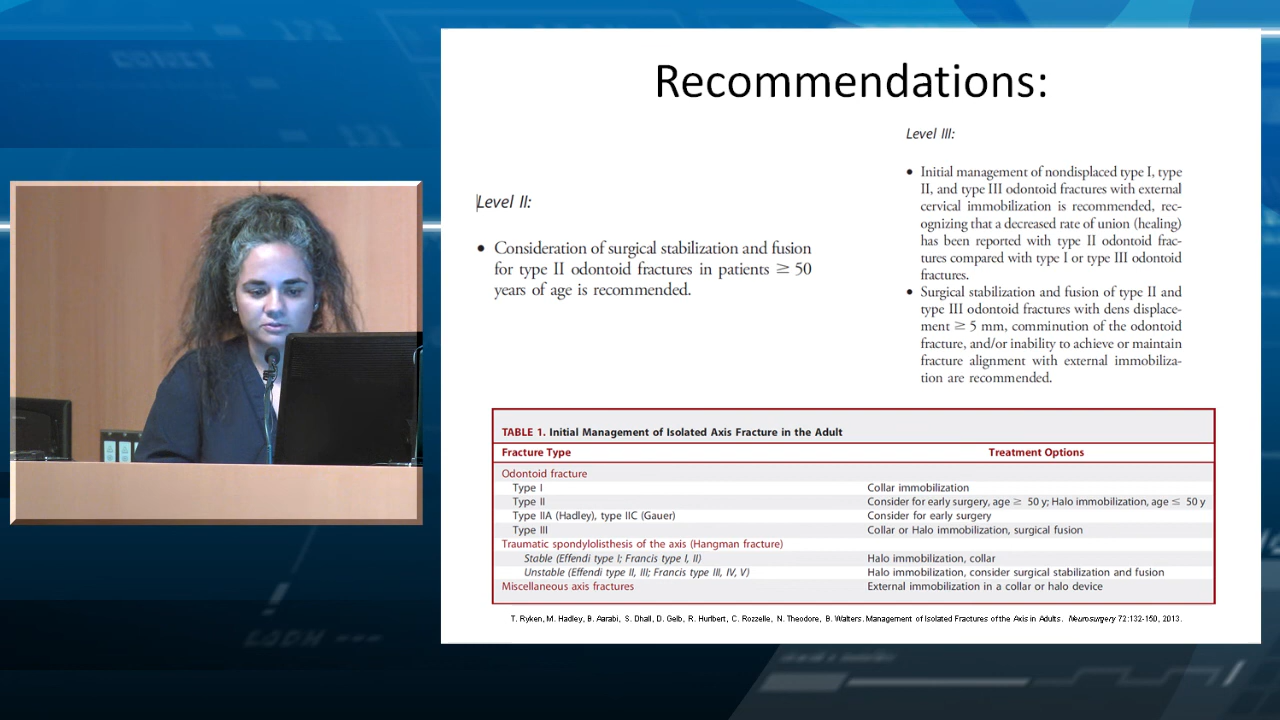 Recommendations:
Level II:
• Consideration of surgical stabilization and fusion
for type II odontoid fractures in patients ≥ 50
years of age is recommended.
Level III:
• Initial management of nondisplaced type I, type
II, and type III odontoid fractures with external
cervical immobilization is recommended, rec-
ognizing that a decreased rate of union (healing)
has been reported with type II odontoid frac-
tures compared with type I or type III odontoid
fractures.
• Surgical stabilization and fusion of type II and
type III odontoid fractures with dens displace-
ment ≥ 5 mm, comminution of the odontoid
fracture, and/or inability to achieve or maintain
fracture alignment with external immobiliza-
tion are recommended.
TABLE 1. Initial Management of Isolated Axis Fracture in the Adult
Fracture Type Treatment Options
Odontoid fracture
Type I Collar immobilization
Type II Consider for early surgery, age ≥ 50 y; Halo immobilization, age ≤ 50 y
Type IIA (Hadley), type IIC (Gauer) Consider for early surgery
Type III Collar or Halo immobilization, surgical fusion
Traumatic spondylolisthesis of the axis (Hangman fracture)
Stable (Effendi type I; Francis type I, II) Halo immobilization, collar
Unstable (Effendi type II, III; Francis type III, IV, V) Halo immobilization, consider surgical stabilization and fusion
Miscellaneous axis fractures External immobilization in a collar or halo device
T. Ryken, M. Hadley, B. Aarabi, S. Dhall, D. Gelb, R. Hurlbert, C. Rozzelle, N. Theodore, B. Walters. Management of Isolated Fractures of the Axis in Adults. Neurosurgery 72:132-150, 2013.